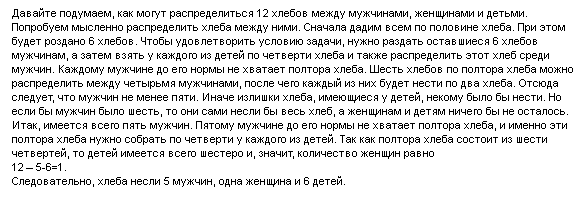 Давайте подумаем, как могут распределиться 12 хлебов между мужчинами, женщинами и детьми.
Попробуем мысленно распределить хлеба между ними. Сначала дадим всем по половине хлеба. При этом
будет роздано 6 хлебов. Чтобы удовлетворить условию задачи, нужно раздать оставшиеся 6 хлебов
мужчинам, а затем взять у каждого из детей по четверти хлеба и также распределить этот хлеб среди
мужчин. Каждому мужчине до его нормы не хватает полтора хлеба. Шесть хлебов по полтора хлеба можно
распределить между четырьмя мужчинами, после чего каждый из них будет нести по два хлеба. Отсюда
следует, что мужчин не менее пяти. Иначе излишки хлеба, имеющиеся у детей, некому было бы нести. Но
если бы мужчин было шесть, то они сами несли бы весь хлеб, а женщинам и детям ничего бы не осталось.
Итак, имеется всего пять мужчин. Пятому мужчине до его нормы не хватает полтора хлеба, и именно эти
полтора хлеба нужно собрать по четверти у каждого из детей. Так как полтора хлеба состоит из шести
четвертей, то детей имеется всего шестеро и, значит, количество женщин равно
12 – 5-6=1.
Следовательно, хлеба несли 5 мужчин, одна женщина и 6 детей.